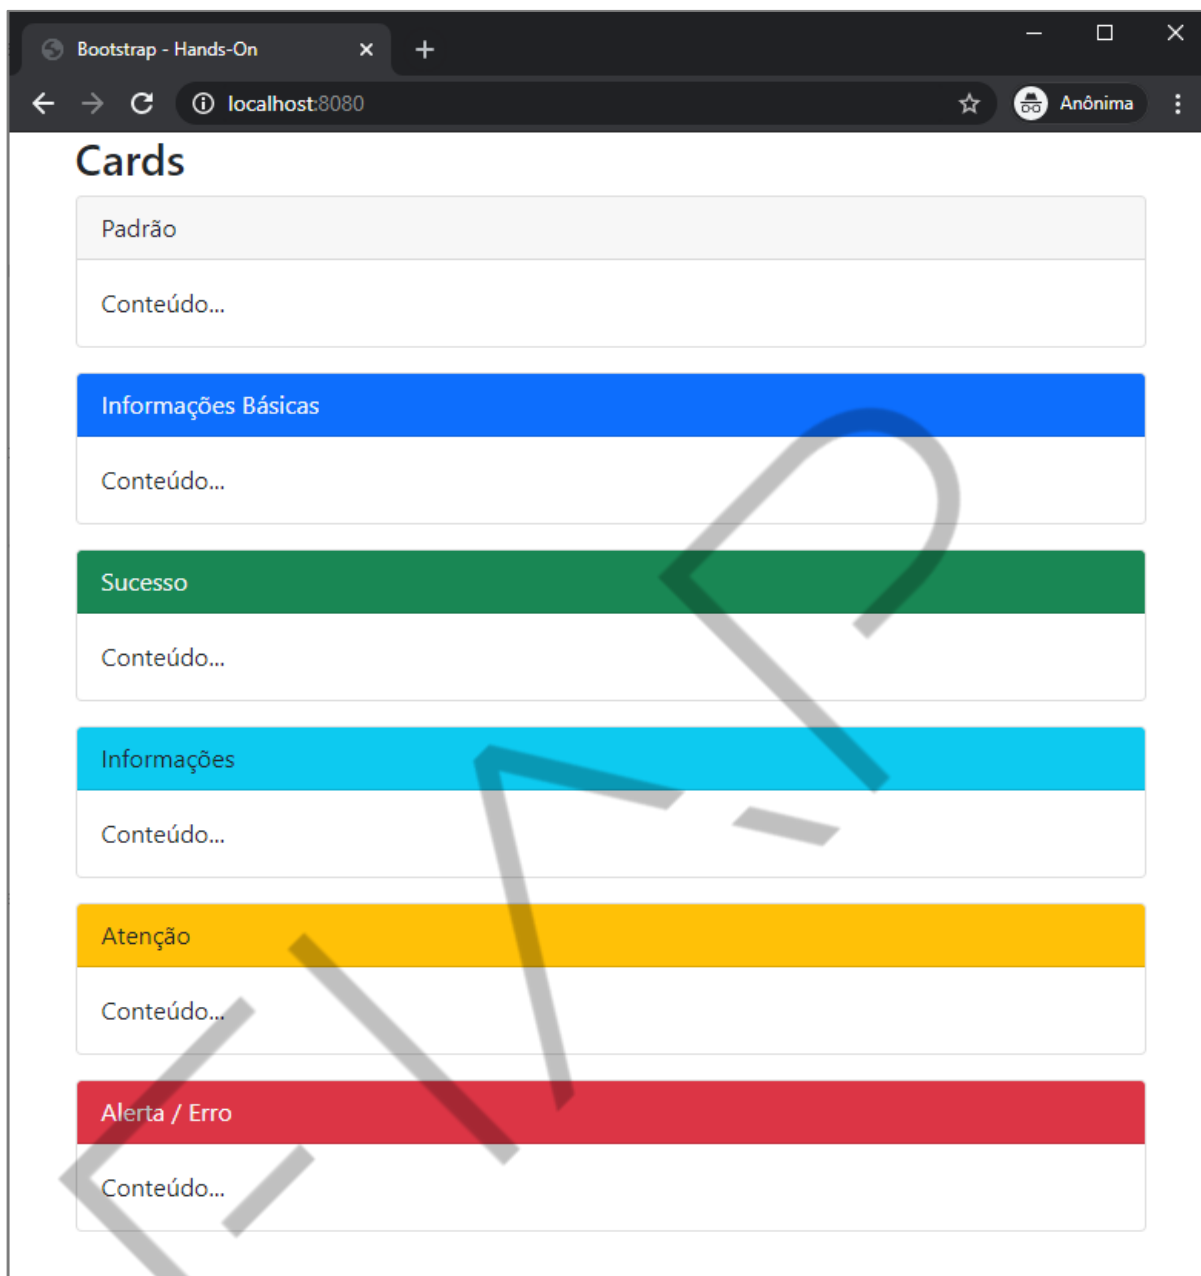 Bootstrap - Hands-On
localhost:8080
Anônima
Cards
Padrão
Conteúdo...
Informações Básicas
Conteúdo...
Sucesso
Conteúdo...
Informações
Conteúdo...
Atenção
Conteúdo...
Alerta / Erro
Conteúdo...
FIAP